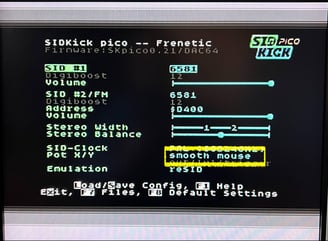 SIDKick pico -- Frenetic
Firmware:SKpico0.21/DAC64
SID PICO
KICK
SID #1 6581
Digiboost 12
Volume
SID #2/FM 6581
Digiboost 12
Address $D400
Volume
Stereo Width 1 2
Stereo Balance
SID-Clock
Pot X/Y smooth mouse
Emulation reSID
Load/Save Config, F1 Help
Exit, F7 Files, F8 Default Settings